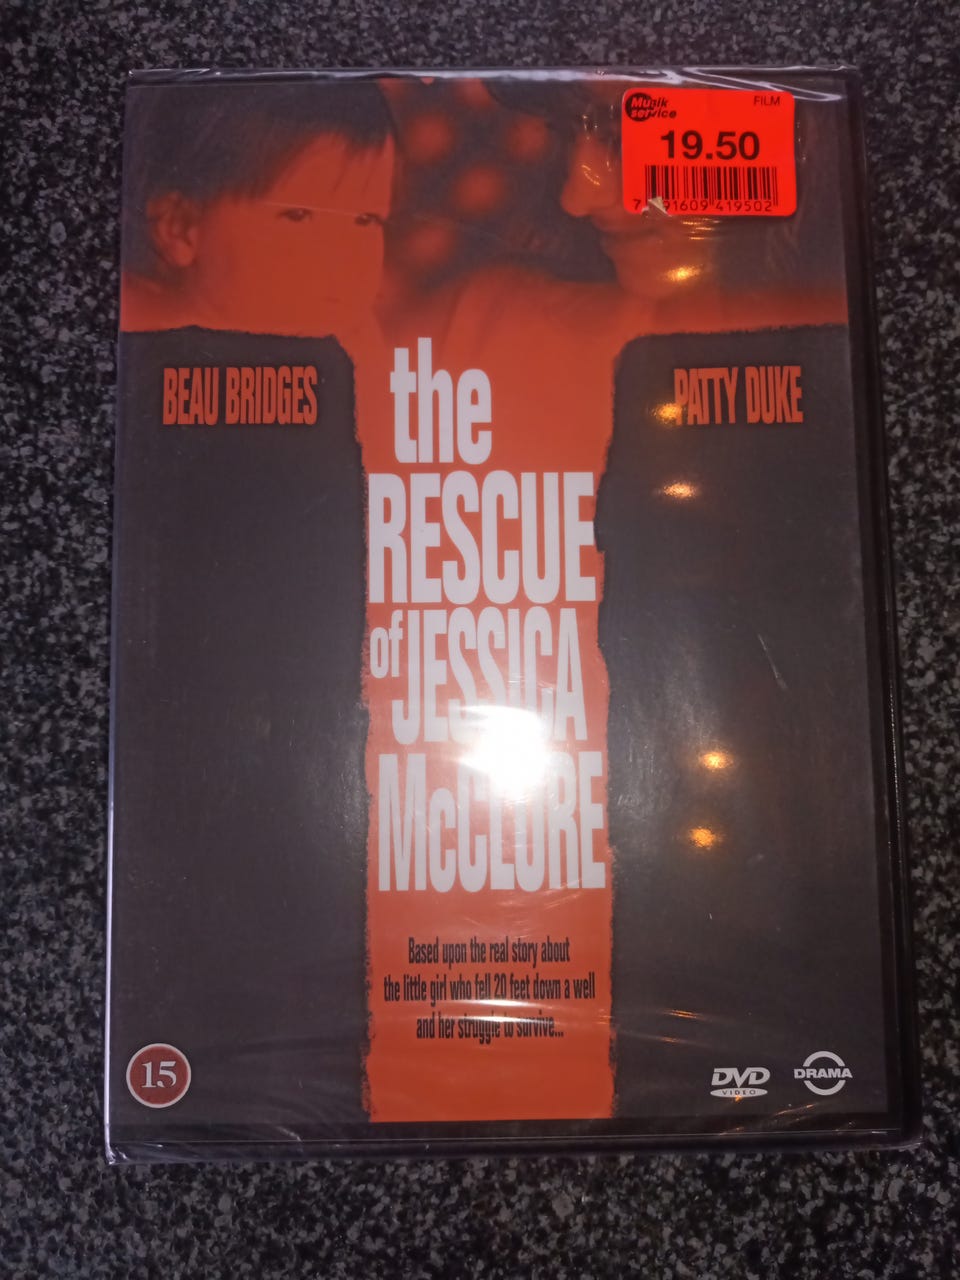 Musik
service
FILM
19.50
BEAU BRIDGES
PATTY DUKE
the
RESCUE
of JESSICA
McCLURE
Based upon the real story about
the little girl who fell 20 feet down a well
and her struggle to survive...
15
DVD
VIDEO
DRAMA